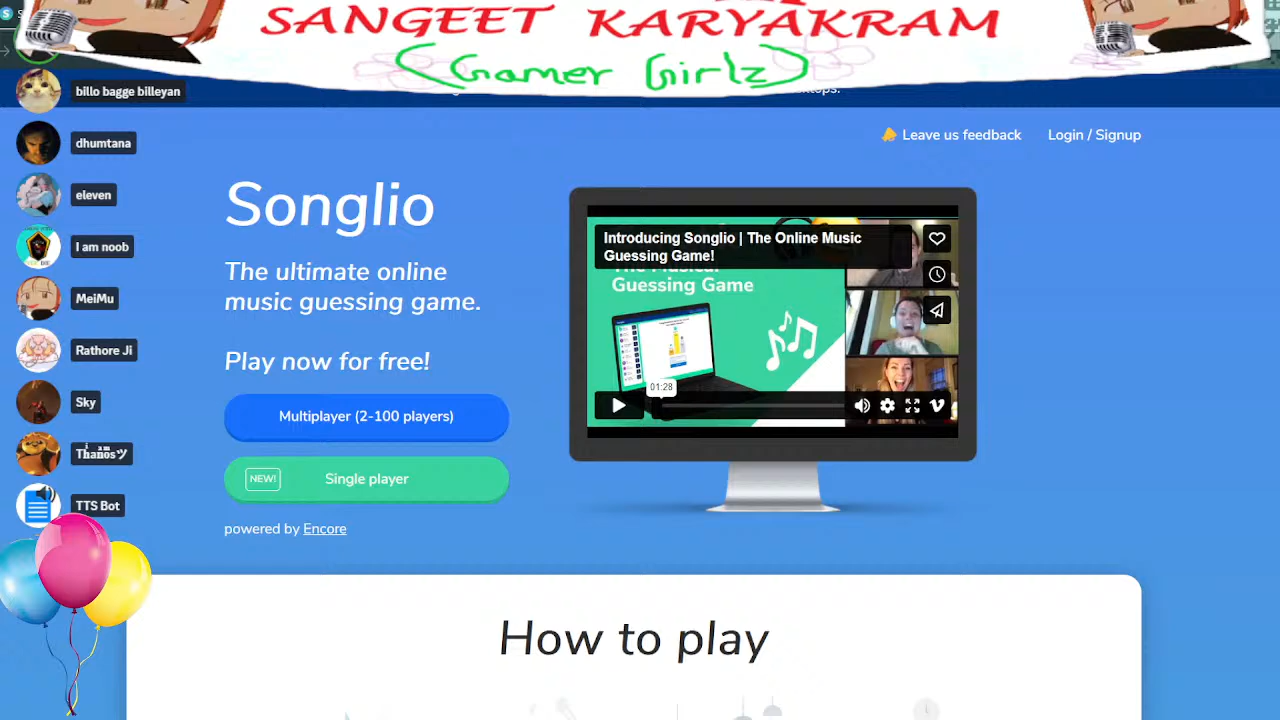 SANGEET KARYAKRAM
(Gamer Girlz)
billo bagge billeyan
dhumtana
eleven
I am noob
MeiMu
Rathore Ji
Sky
TTS Bot
Leave us feedback
Login / Signup
Songlio
The ultimate online
music guessing game.
Play now for free!
Multiplayer (2-100 players)
NEW! Single player
powered by Encore
Introducing Songlio | The Online Music
Guessing Game!
The Musical
Guessing Game
01:28
How to play